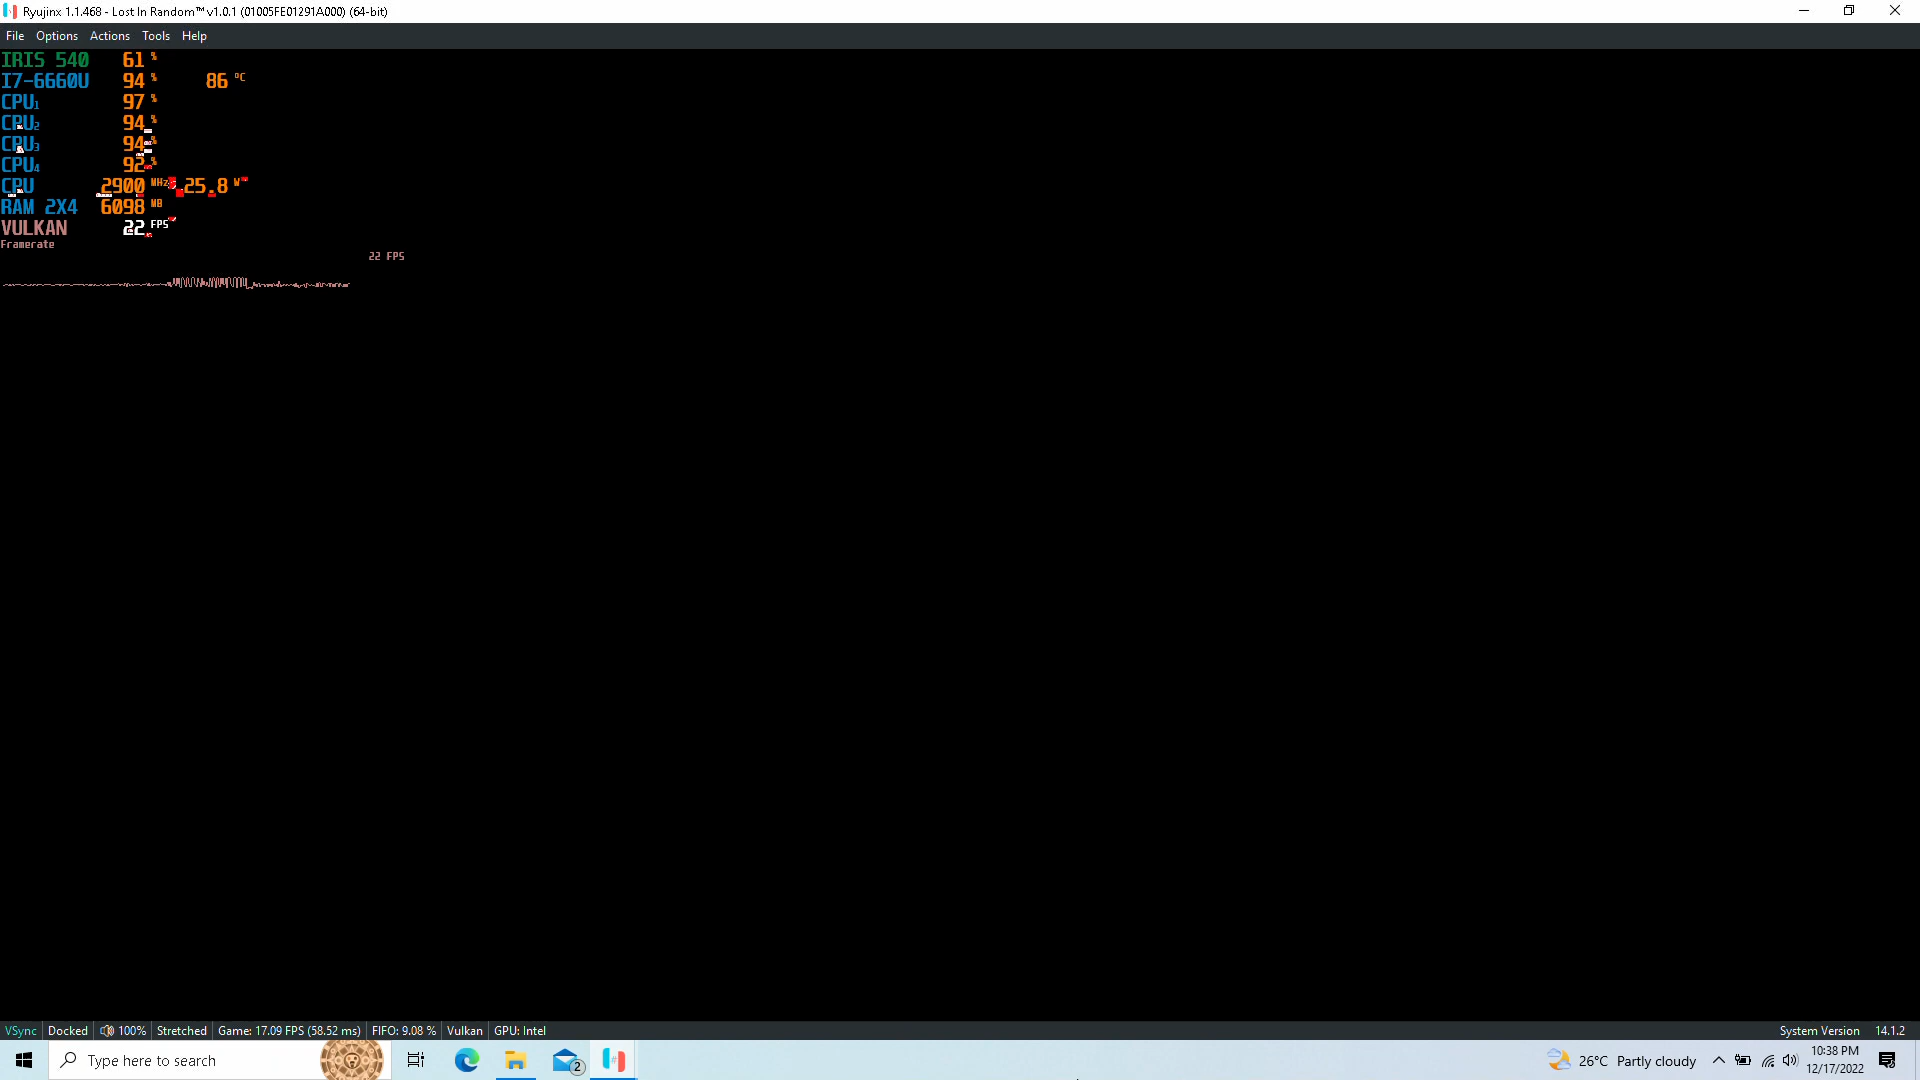 Ryujinx 1.1.468 - Lost In Random™ v1.0.1 (01005FE01291A000) (64-bit)
File Options Actions Tools Help
IRIS 540 61 %
I7-6660U 94 % 86 °C
CPU1 97 %
CPU2 94 %
CPU3 94 %
CPU4 92 %
CPU 2900 MHz 25.8 W
RAM 2X4 6098 MB
VULKAN 22 FPS
Framerate
22 FPS
VSync Docked 100% Stretched Game: 17.09 FPS (58.52 ms) FIFO: 9.08 % Vulkan GPU: Intel System Version 14.1.2
Type here to search 2 26°C Partly cloudy 10:38 PM
12/17/2022